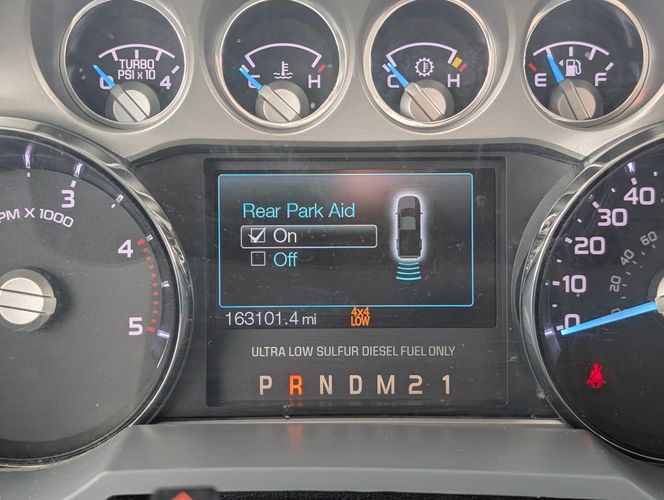 TURBO
PSI x 10
0 4
C H
C H
E F
3
4
5
PM X 1000
Rear Park Aid
On
Off
163101.4 mi
4x4
LOW
ULTRA LOW SULFUR DIESEL FUEL ONLY
P R N D M 2 1
40
30
20
10
0
60
40
20